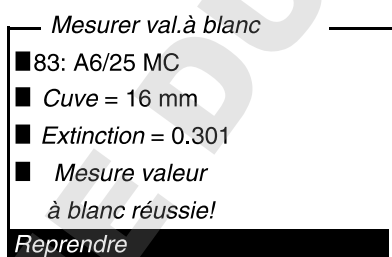 Mesurer val.à blanc
83: A6/25 MC
Cuve = 16 mm
Extinction = 0.301
Mesure valeur
à blanc réussie!
Reprendre